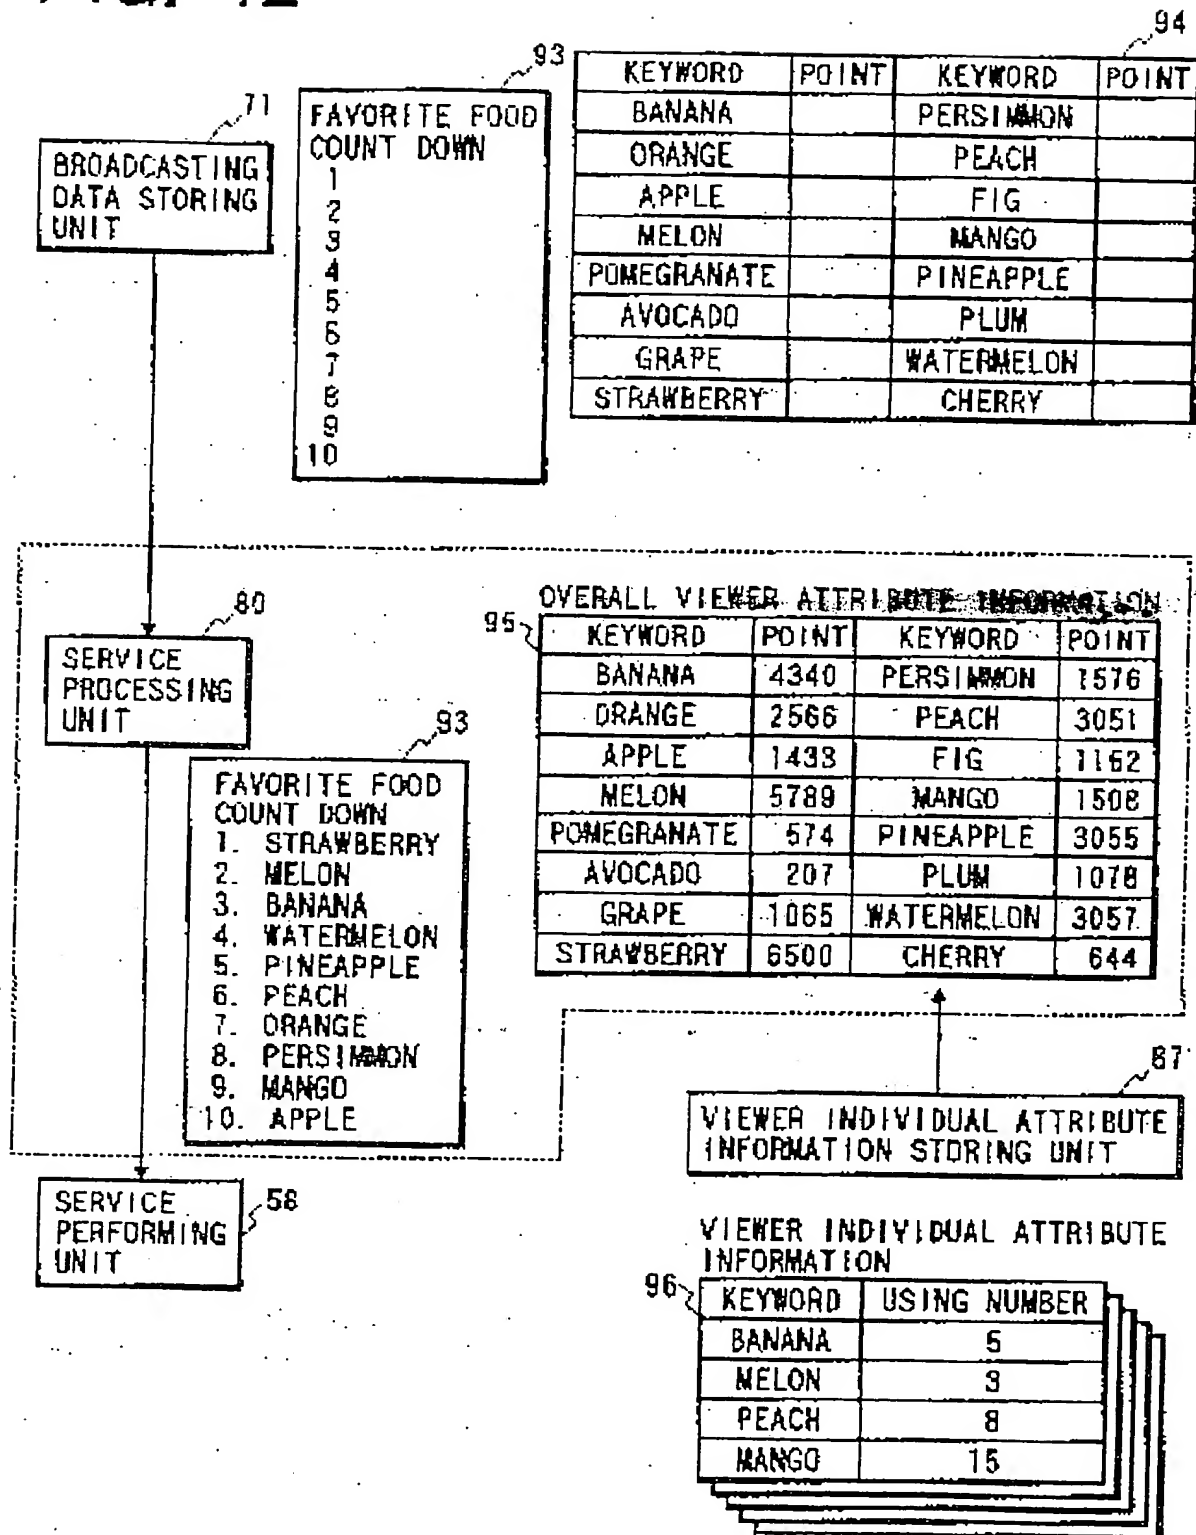 94
93
KEYWORD POINT KEYWORD POINT
BANANA PERSIMMON
ORANGE PEACH
APPLE FIG
MELON MANGO
POMEGRANATE PINEAPPLE
AVOCADO PLUM
GRAPE WATERMELON
STRAWBERRY CHERRY
71
BROADCASTING
DATA STORING
UNIT
FAVORITE FOOD
COUNT DOWN
1
2
3
4
5
6
7
8
9
10
80
SERVICE
PROCESSING
UNIT
93
FAVORITE FOOD
COUNT DOWN
1. STRAWBERRY
2. MELON
3. BANANA
4. WATERMELON
5. PINEAPPLE
6. PEACH
7. ORANGE
8. PERSIMMON
9. MANGO
10. APPLE
OVERALL VIEWER ATTRIBUTE INFORMATION
95
KEYWORD POINT KEYWORD POINT
BANANA 4340 PERSIMMON 1576
ORANGE 2566 PEACH 3051
APPLE 1433 FIG 1162
MELON 5789 MANGO 1508
POMEGRANATE 574 PINEAPPLE 3055
AVOCADO 207 PLUM 1078
GRAPE 1065 WATERMELON 3057
STRAWBERRY 6500 CHERRY 644
87
VIEWER INDIVIDUAL ATTRIBUTE
INFORMATION STORING UNIT
SERVICE
PERFORMING
UNIT
58
VIEWER INDIVIDUAL ATTRIBUTE
INFORMATION
96
KEYWORD USING NUMBER
BANANA 5
MELON 3
PEACH 8
MANGO 15